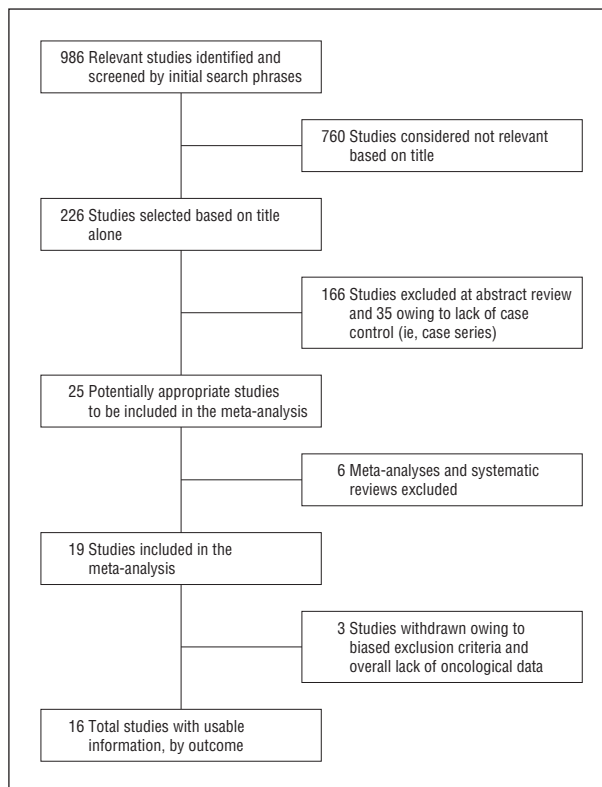 986 Relevant studies identified and
screened by initial search phrases
760 Studies considered not relevant
based on title
226 Studies selected based on title
alone
166 Studies excluded at abstract review
and 35 owing to lack of case
control (ie, case series)
25 Potentially appropriate studies
to be included in the meta-analysis
6 Meta-analyses and systematic
reviews excluded
19 Studies included in the
meta-analysis
3 Studies withdrawn owing to
biased exclusion criteria and
overall lack of oncological data
16 Total studies with usable
information, by outcome